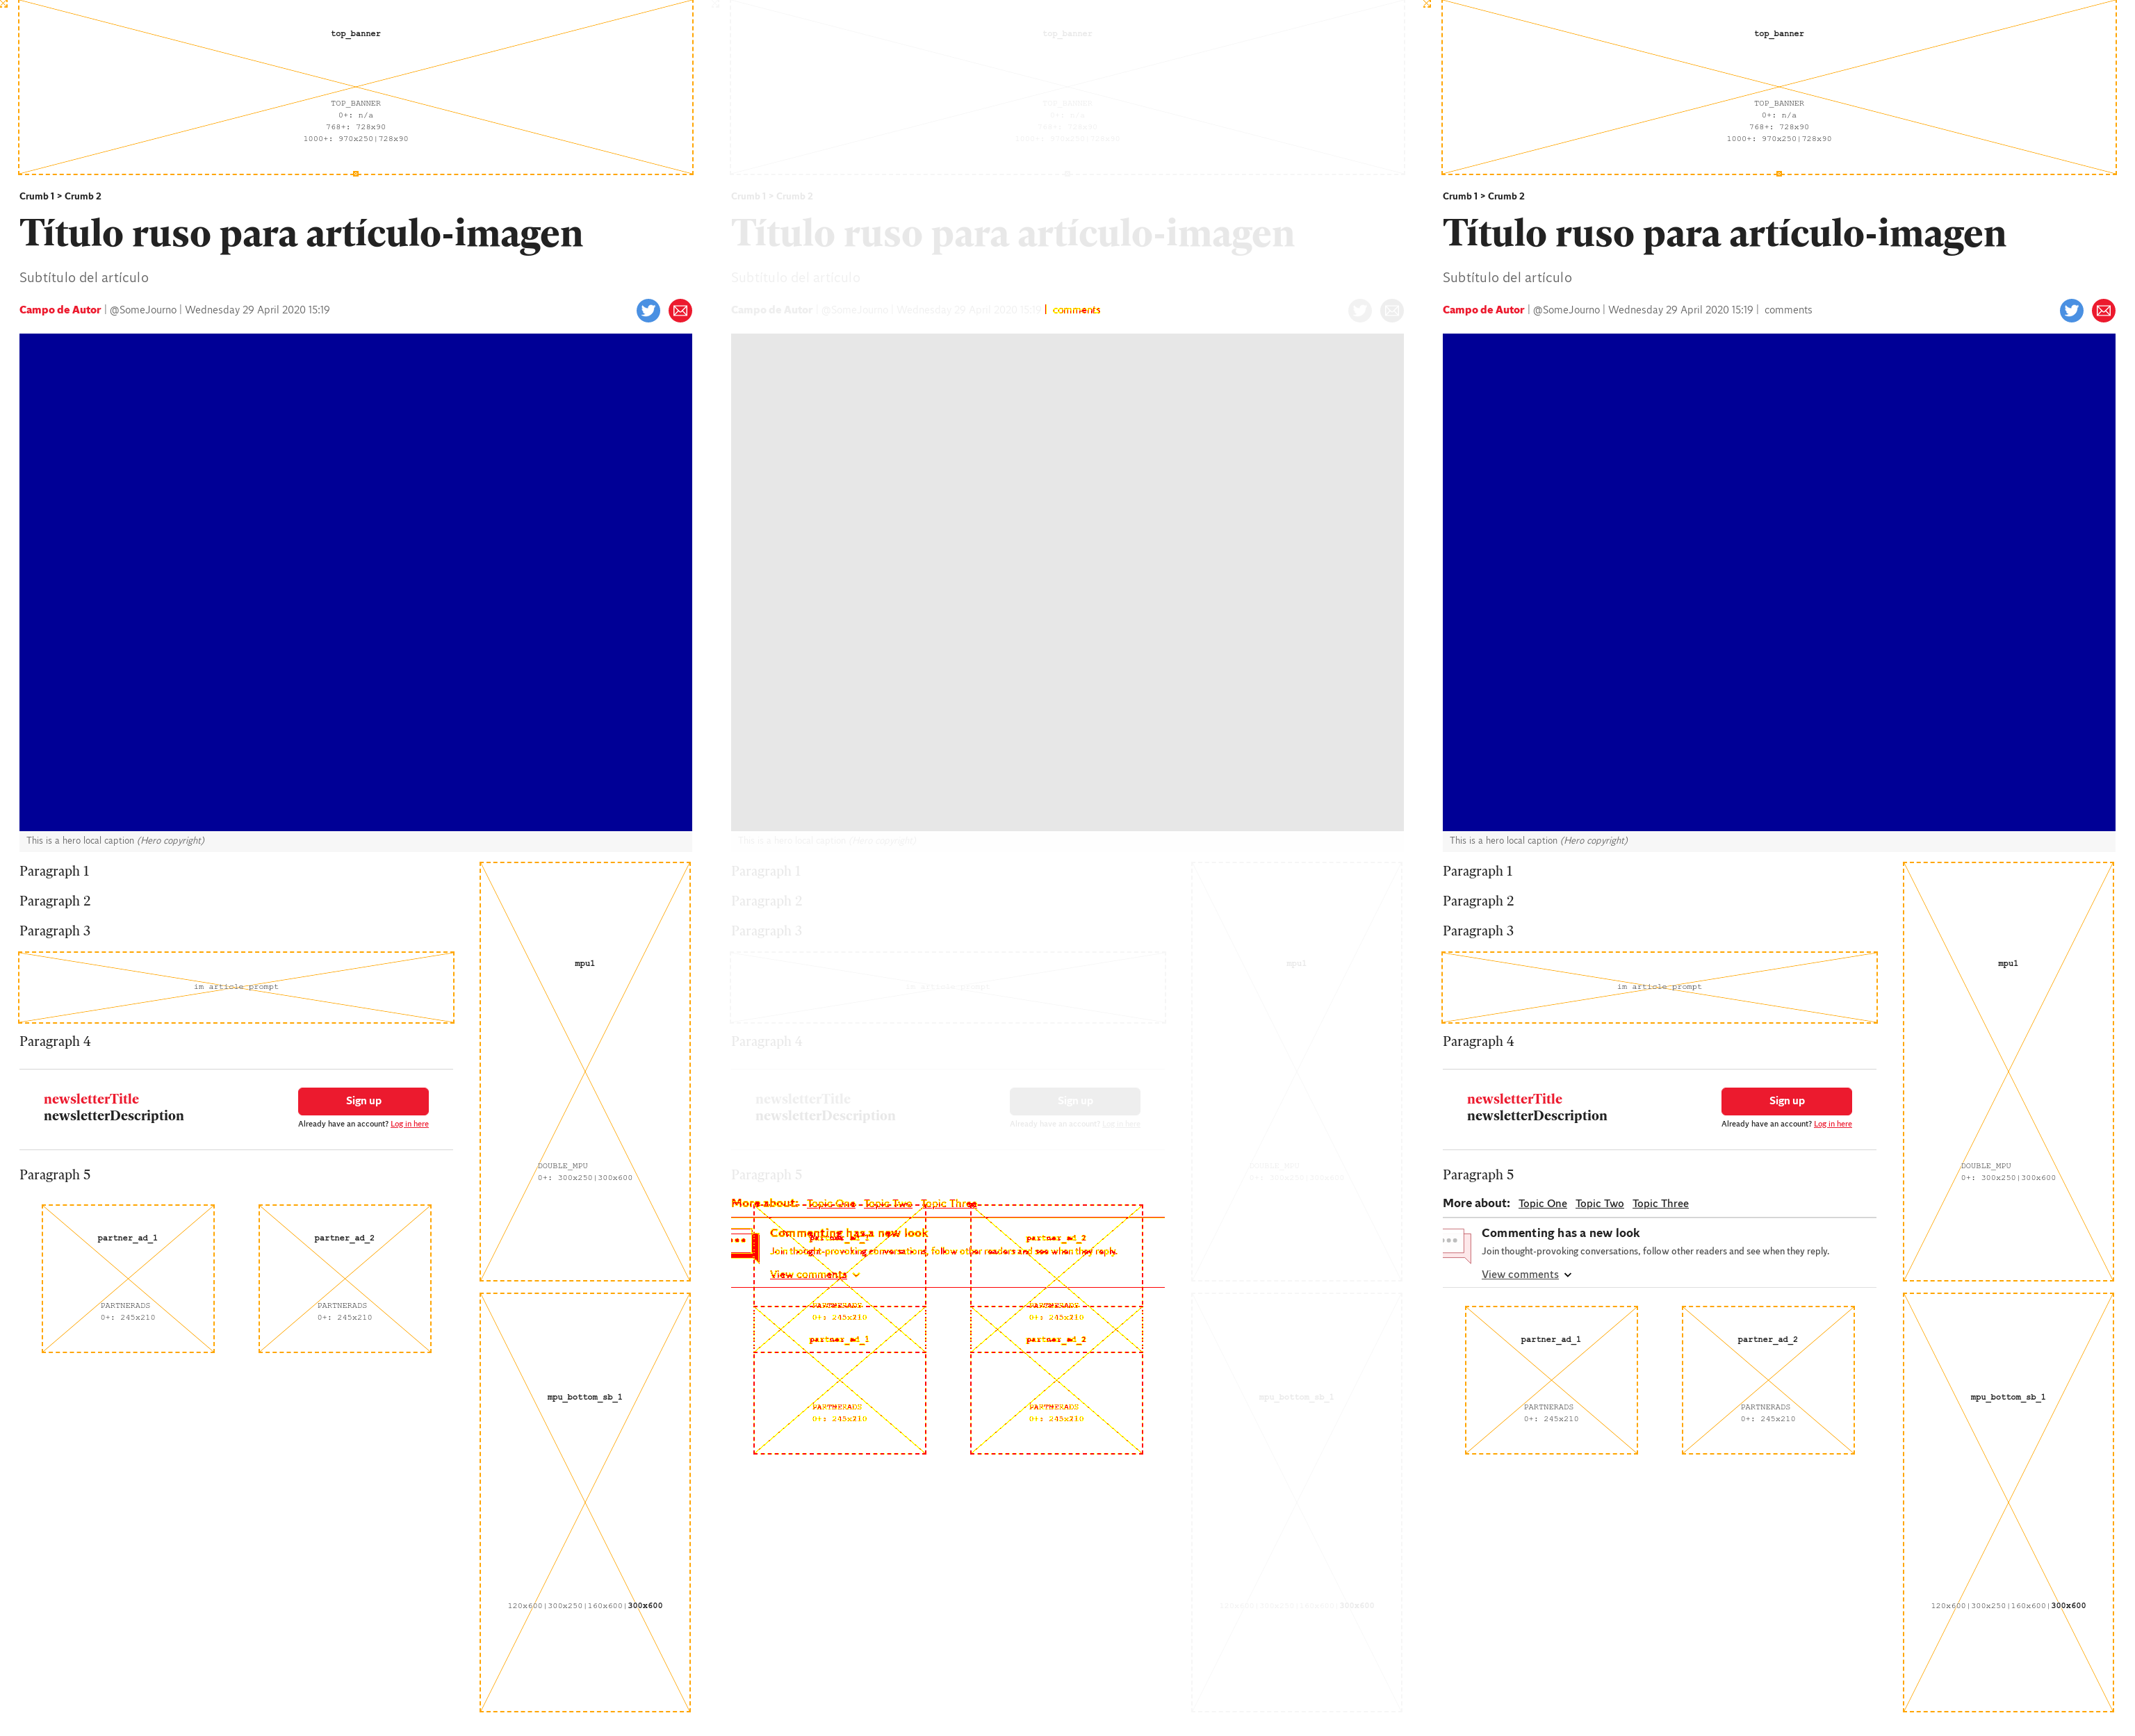 top_banner
TOP_BANNER
0+: n/a
768+: 728x90
1000+: 970x250|728x90
Crumb 1 > Crumb 2
Título ruso para artículo-imagen
Subtítulo del artículo
Campo de Autor | @SomeJourno | Wednesday 29 April 2020 15:19
This is a hero local caption (Hero copyright)
Paragraph 1
Paragraph 2
Paragraph 3
im_article_prompt
Paragraph 4
newsletterTitle
newsletterDescription
Sign up
Already have an account? Log in here
Paragraph 5
partner_ad_1
PARTNERADS
0+: 245x210
partner_ad_2
PARTNERADS
0+: 245x210
mpu1
DOUBLE_MPU
0+: 300x250|300x600
mpu_bottom_sb_1
120x600|300x250|160x600|300x600
top_banner
TOP_BANNER
0+: n/a
768+: 728x90
1000+: 970x250|728x90
Crumb 1 > Crumb 2
Título ruso para artículo-imagen
Subtítulo del artículo
Campo de Autor | @SomeJourno | Wednesday 29 April 2020 15:19 | comments
This is a hero local caption (Hero copyright)
Paragraph 1
Paragraph 2
Paragraph 3
im_article_prompt
Paragraph 4
newsletterTitle
newsletterDescription
Sign up
Already have an account? Log in here
Paragraph 5
More about: Topic One Topic Two Topic Three
Commenting has a new look
partner_ad_1
partner_ad_2
Join thought-provoking conversations, follow other readers and see when they reply.
View comments
PARTNERADS
0+: 245x210
PARTNERADS
0+: 245x210
partner_ad_1
partner_ad_2
PARTNERADS
0+: 245x210
PARTNERADS
0+: 245x210
mpu1
DOUBLE_MPU
0+: 300x250|300x600
mpu_bottom_sb_1
120x600|300x250|160x600|300x600
top_banner
TOP_BANNER
0+: n/a
768+: 728x90
1000+: 970x250|728x90
Crumb 1 > Crumb 2
Título ruso para artículo-imagen
Subtítulo del artículo
Campo de Autor | @SomeJourno | Wednesday 29 April 2020 15:19 | comments
This is a hero local caption (Hero copyright)
Paragraph 1
Paragraph 2
Paragraph 3
im_article_prompt
Paragraph 4
newsletterTitle
newsletterDescription
Sign up
Already have an account? Log in here
Paragraph 5
More about: Topic One Topic Two Topic Three
Commenting has a new look
Join thought-provoking conversations, follow other readers and see when they reply.
View comments
partner_ad_1
PARTNERADS
0+: 245x210
partner_ad_2
PARTNERADS
0+: 245x210
mpu1
DOUBLE_MPU
0+: 300x250|300x600
mpu_bottom_sb_1
120x600|300x250|160x600|300x600